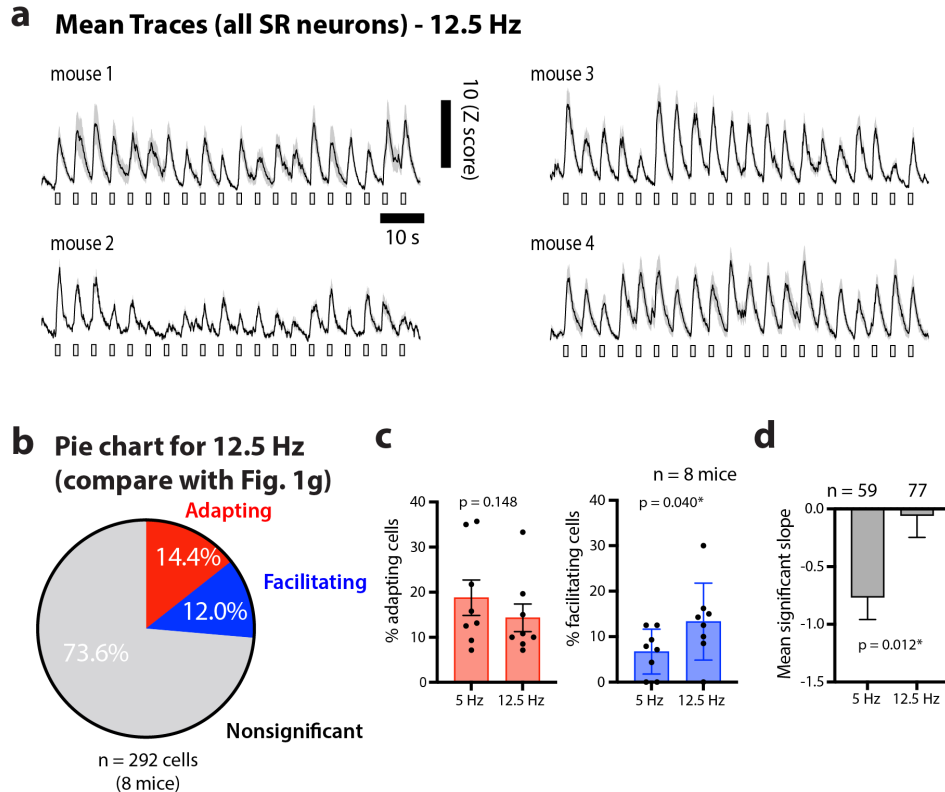 a Mean Traces (all SR neurons) - 12.5 Hz
mouse 1
10 (Z score)
10 s
mouse 2
mouse 3
mouse 4
b Pie chart for 12.5 Hz
(compare with Fig. 1g)
Adapting
14.4%
Facilitating
12.0%
73.6%
Nonsignificant
n = 292 cells
(8 mice)
c
n = 8 mice
p = 0.148
% adapting cells
40
30
20
10
0
5 Hz 12.5 Hz
p = 0.040*
% facilitating cells
40
30
20
10
0
5 Hz 12.5 Hz
d
n = 59 77
Mean significant slope
0.0
-0.5
-1.0
-1.5
p = 0.012*
5 Hz 12.5 Hz